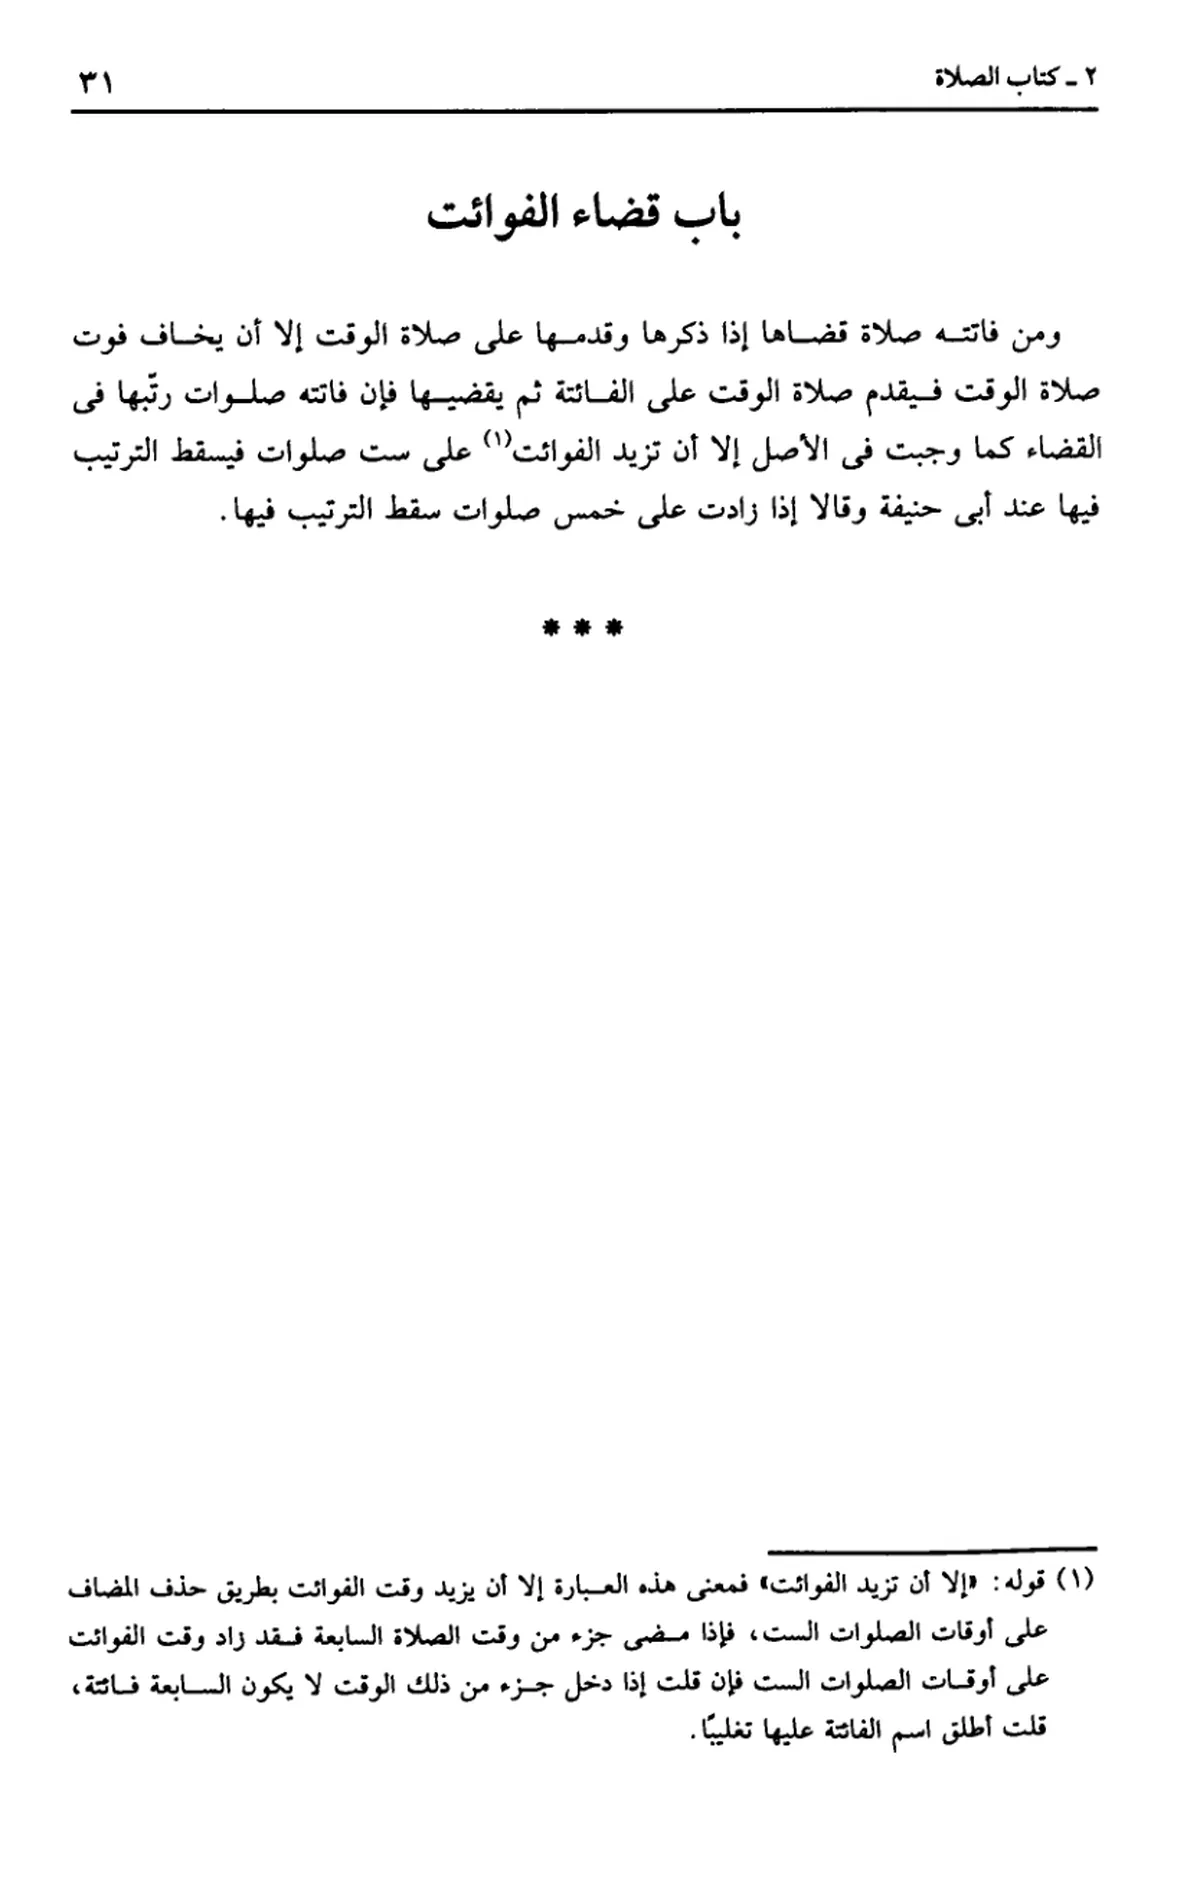 ٢ ـ كتاب الصلاة ٣١
باب قضاء الفوائت
ومن فاتته صلاة قضاها إذا ذكرها وقدمها على صلاة الوقت إلا أن يخاف فوت
صلاة الوقت فيقدم صلاة الوقت على الفائتة ثم يقضيها فإن فاتته صلوات رتّبها فى
القضاء كما وجبت فى الأصل إلا أن تزيد الفوائت(١) على ست صلوات فيسقط الترتيب
فيها عند أبى حنيفة وقالا إذا زادت على خمس صلوات سقط الترتيب فيها.
* * *
(١) قوله: «إلا أن تزيد الفوائت» فمعنى هذه العبارة إلا أن يزيد وقت الفوائت بطريق حذف المضاف
على أوقات الصلوات الست، فإذا مضى جزء من وقت الصلاة السابعة فقد زاد وقت الفوائت
على أوقات الصلوات الست فإن قلت إذا دخل جزء من ذلك الوقت لا يكون السابعة فائتة،
قلت أطلق اسم الفائتة عليها تغليبًا.